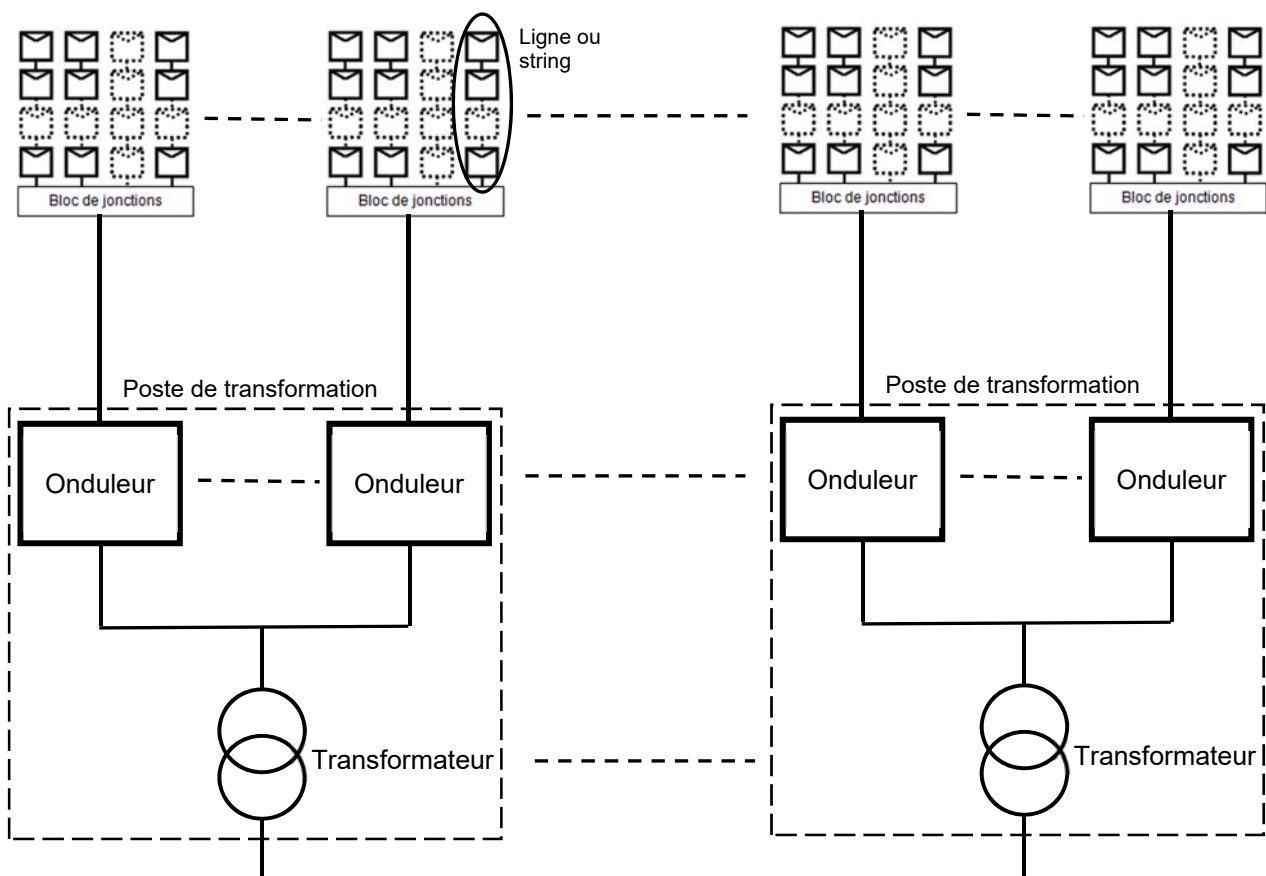 Ligne ou
string
Bloc de jonctions
Bloc de jonctions
Bloc de jonctions
Bloc de jonctions
Poste de transformation
Poste de transformation
Onduleur
Onduleur
Onduleur
Onduleur
Transformateur
Transformateur